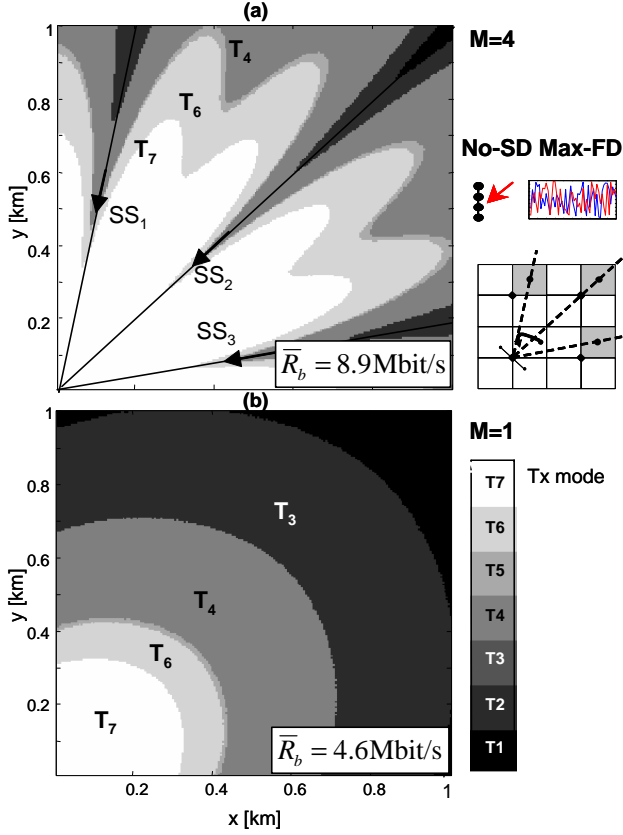 (a)
M=4
T4
T6
T7
No-SD Max-FD
SS1
SS2
SS3
R̅b = 8.9Mbit/s
y [km]
1
0.8
0.6
0.4
0.2
(b)
M=1
Tx mode
T7
T6
T5
T4
T3
T2
T1
T3
T4
T6
T7
R̅b = 4.6Mbit/s
y [km]
1
0.8
0.6
0.4
0.2
0.2
0.4
0.6
0.8
1
x [km]